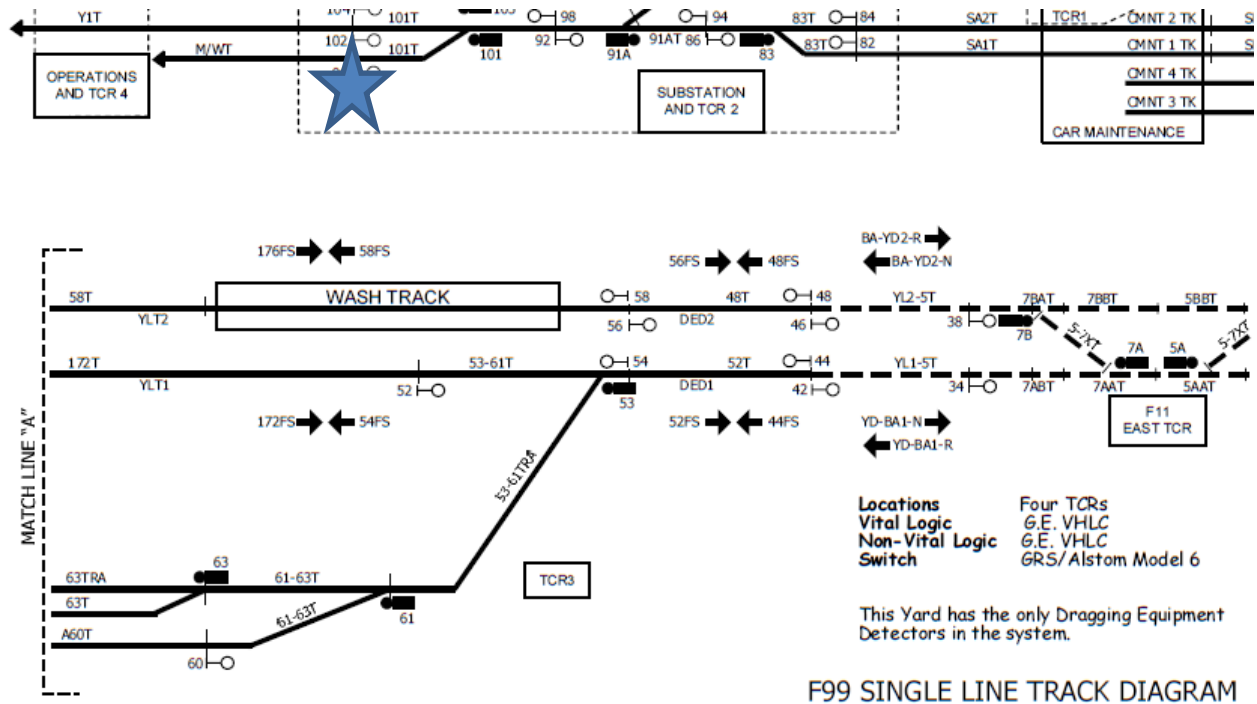 Y1T
101T
98
94
83T
84
SA2T
TCR1
CMNT 2 TK
102
M/WT
101T
101
92
91A
91AT
86
83
83T
82
SA1T
CMNT 1 TK
CMNT 4 TK
CMNT 3 TK
CAR MAINTENANCE
OPERATIONS
AND TCR 4
SUBSTATION
AND TCR 2
176FS
58FS
56FS
48FS
BA-YD2-R
BA-YD2-N
58T
YLT2
WASH TRACK
58
56
48T
DED2
48
46
YL2-5T
38
7B
7BAT
7BBT
5BBT
5-7XT
5-7XT
172T
YLT1
52
53-61T
54
53
52T
DED1
44
42
YL1-5T
34
7ABT
7A
7AAT
5A
5AAT
172FS
54FS
52FS
44FS
YD-BA1-N
YD-BA1-R
F11
EAST TCR
MATCH LINE "A"
53-61TRA
63TRA
63
61-63T
63T
61-63T
61
A60T
60
TCR3
Locations Four TCRs
Vital Logic G.E. VHLC
Non-Vital Logic G.E. VHLC
Switch GRS/Alstom Model 6
This Yard has the only Dragging Equipment
Detectors in the system.
F99 SINGLE LINE TRACK DIAGRAM